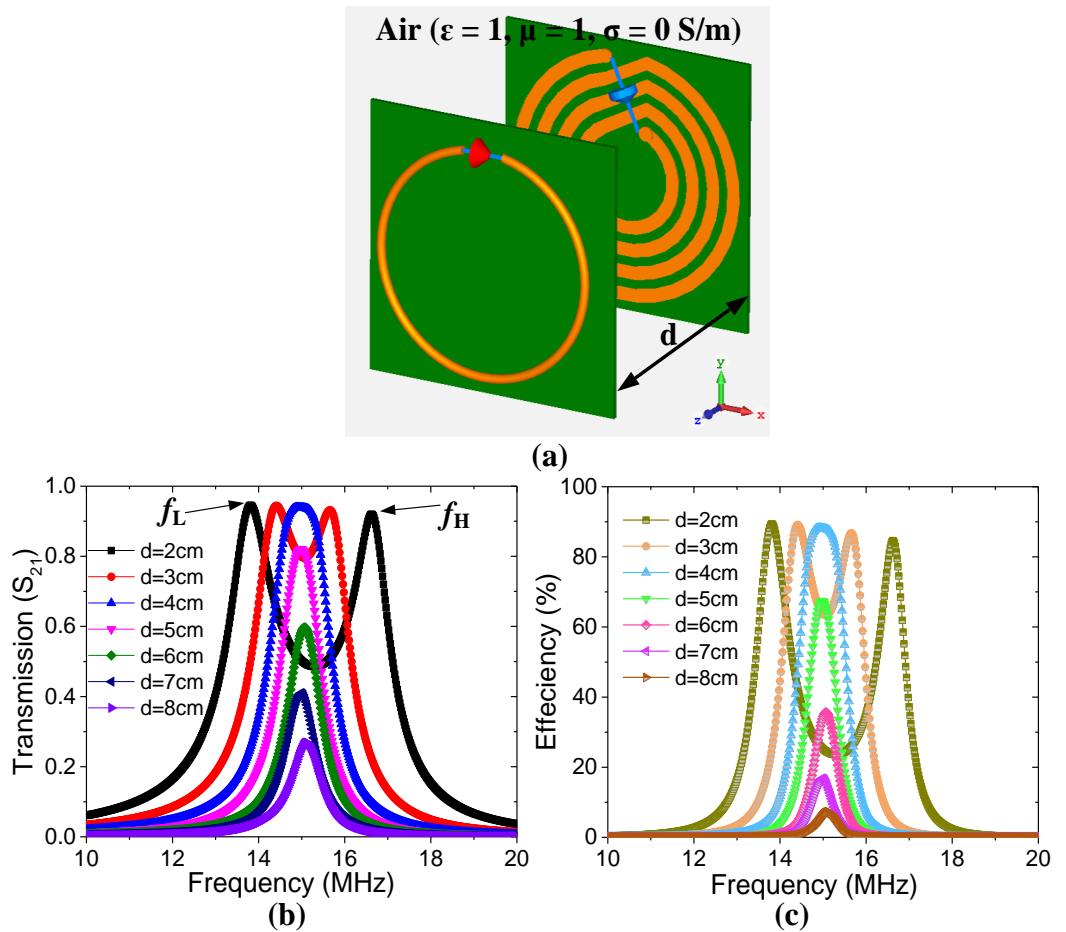 Air (ε = 1, μ = 1, σ = 0 S/m)
d
y
z
x
(a)
Transmission (S21)
1.0
0.8
0.6
0.4
0.2
0.0
fL
fH
d=2cm
d=3cm
d=4cm
d=5cm
d=6cm
d=7cm
d=8cm
10 12 14 16 18 20
Frequency (MHz)
(b)
Effeciency (%)
100
80
60
40
20
0
d=2cm
d=3cm
d=4cm
d=5cm
d=6cm
d=7cm
d=8cm
10 12 14 16 18 20
Frequency (MHz)
(c)